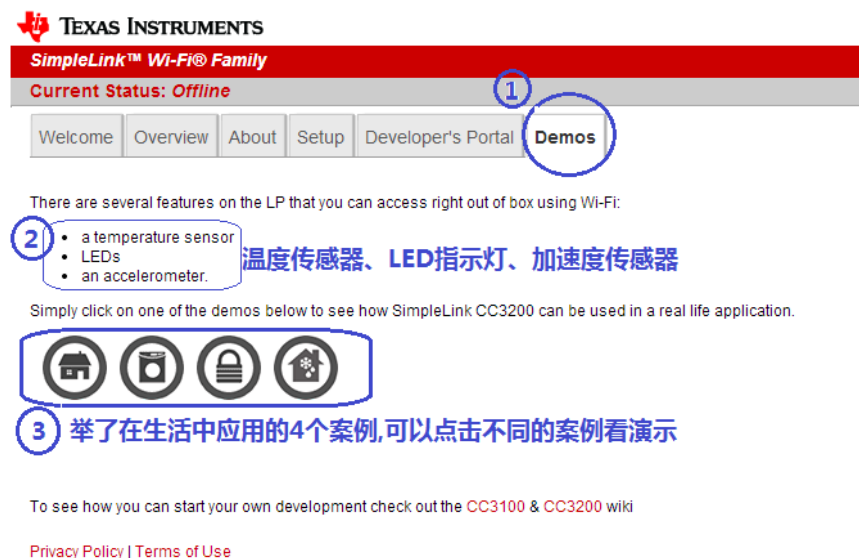 TEXAS INSTRUMENTS
SimpleLink™ Wi-Fi® Family
Current Status: Offline
1
Welcome Overview About Setup Developer's Portal Demos
There are several features on the LP that you can access right out of box using Wi-Fi:
2
• a temperature sensor
• LEDs
• an accelerometer.
温度传感器、LED指示灯、加速度传感器
Simply click on one of the demos below to see how SimpleLink CC3200 can be used in a real life application.
3 举了在生活中应用的4个案例,可以点击不同的案例看演示
To see how you can start your own development check out the CC3100 & CC3200 wiki
Privacy Policy | Terms of Use